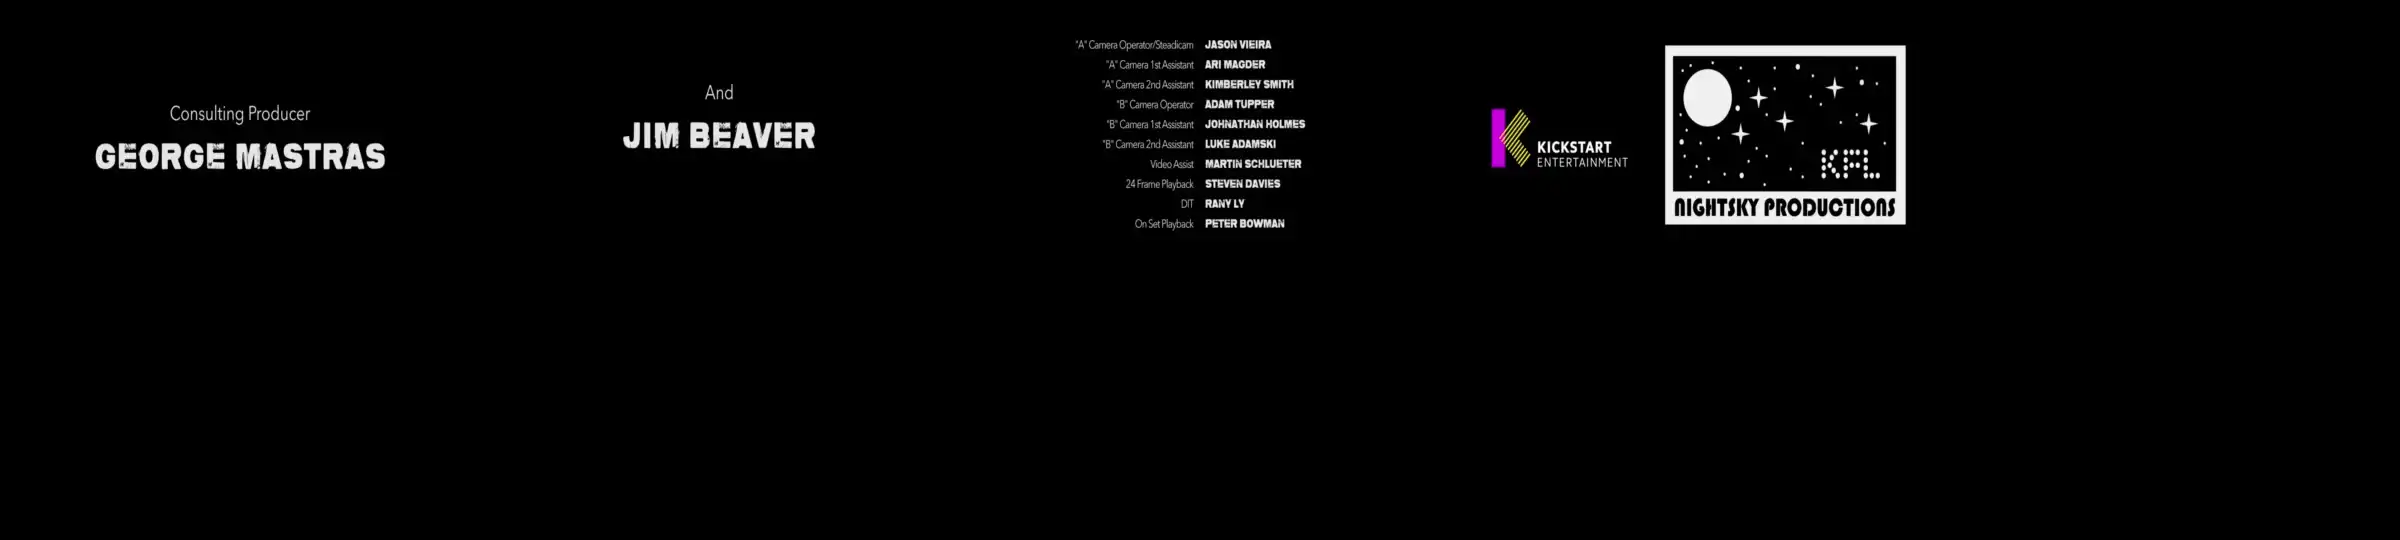 Consulting Producer
GEORGE MASTRAS
And
JIM BEAVER
"A" Camera Operator/Steadicam JASON VIEIRA
"A" Camera 1st Assistant ARI MAGDER
"A" Camera 2nd Assistant KIMBERLEY SMITH
"B" Camera Operator ADAM TUPPER
"B" Camera 1st Assistant JOHNATHAN HOLMES
"B" Camera 2nd Assistant LUKE ADAMSKI
Video Assist MARTIN SCHLUETER
24 Frame Playback STEVEN DAVIES
DIT RANY LY
On Set Playback PETER BOWMAN
KICKSTART
ENTERTAINMENT
KFL
NIGHTSKY PRODUCTIONS